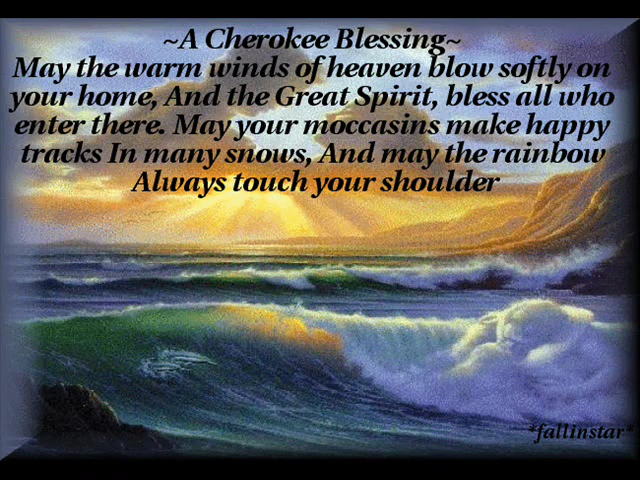 ~A Cherokee Blessing~
May the warm winds of heaven blow softly on
your home, And the Great Spirit, bless all who
enter there. May your moccasins make happy
tracks In many snows, And may the rainbow
Always touch your shoulder
*fallinstar*